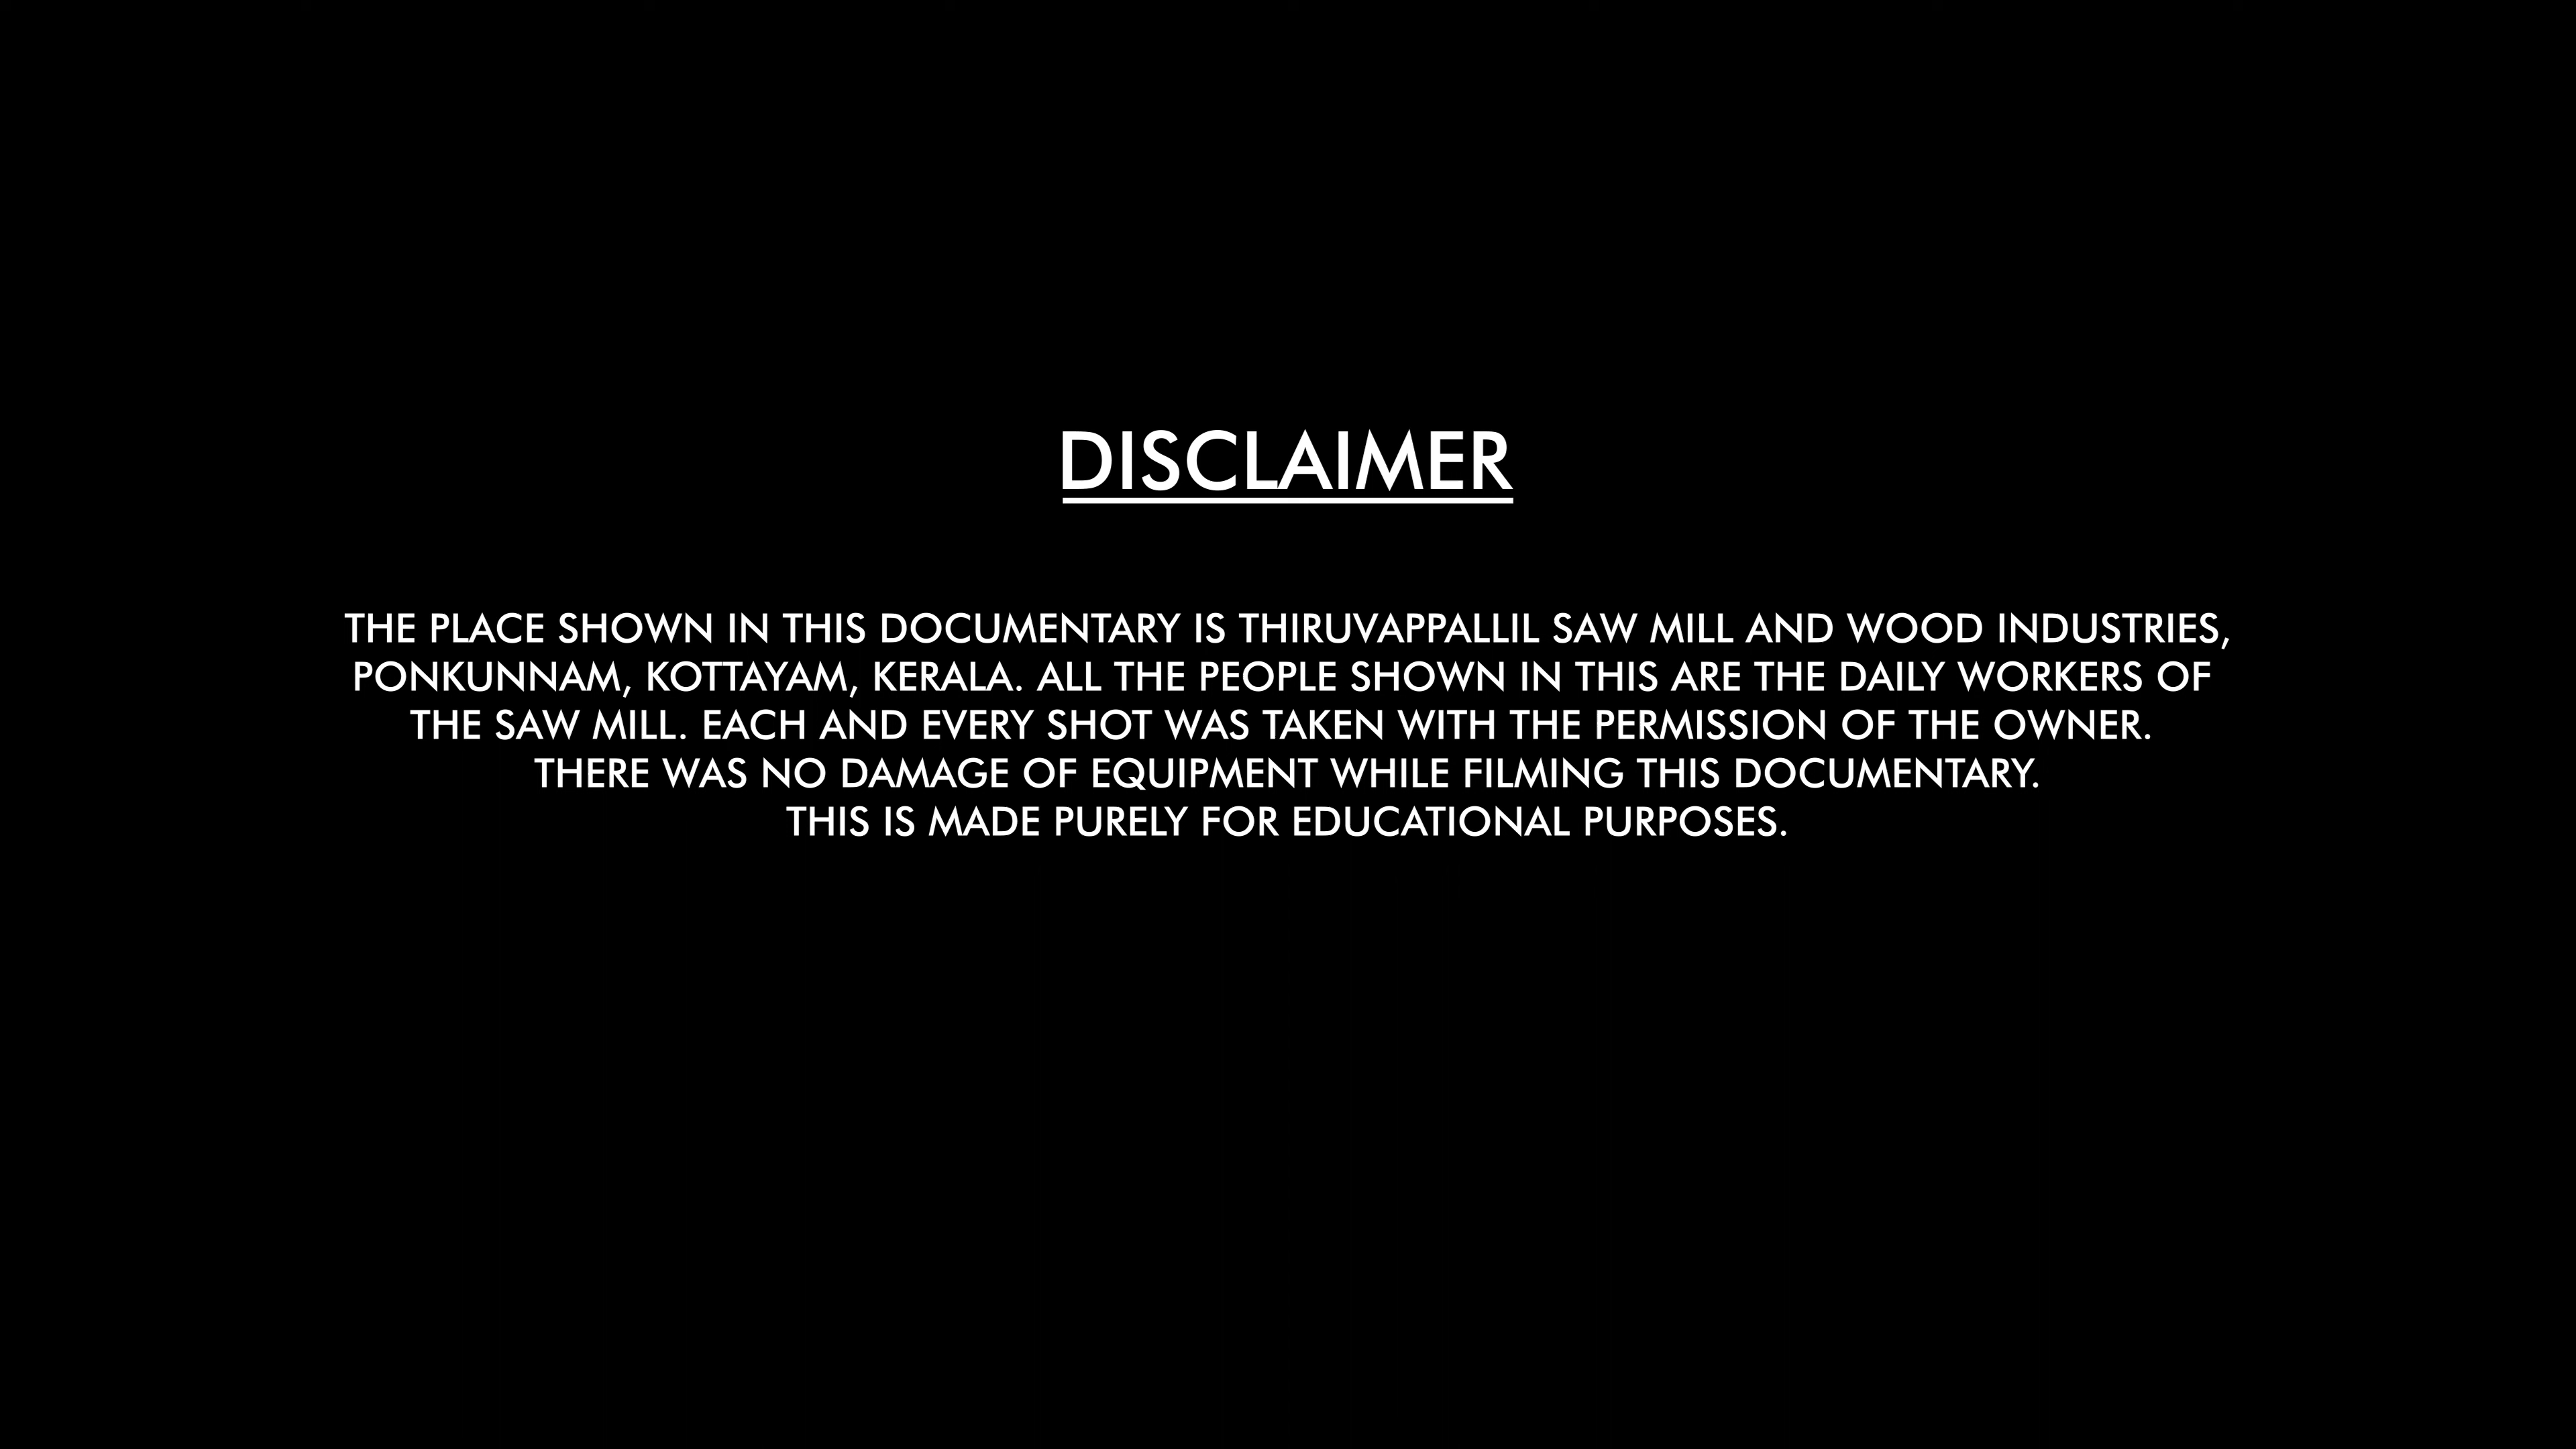 DISCLAIMER
THE PLACE SHOWN IN THIS DOCUMENTARY IS THIRUVAPPALLIL SAW MILL AND WOOD INDUSTRIES,
PONKUNNAM, KOTTAYAM, KERALA. ALL THE PEOPLE SHOWN IN THIS ARE THE DAILY WORKERS OF
THE SAW MILL. EACH AND EVERY SHOT WAS TAKEN WITH THE PERMISSION OF THE OWNER.
THERE WAS NO DAMAGE OF EQUIPMENT WHILE FILMING THIS DOCUMENTARY.
THIS IS MADE PURELY FOR EDUCATIONAL PURPOSES.